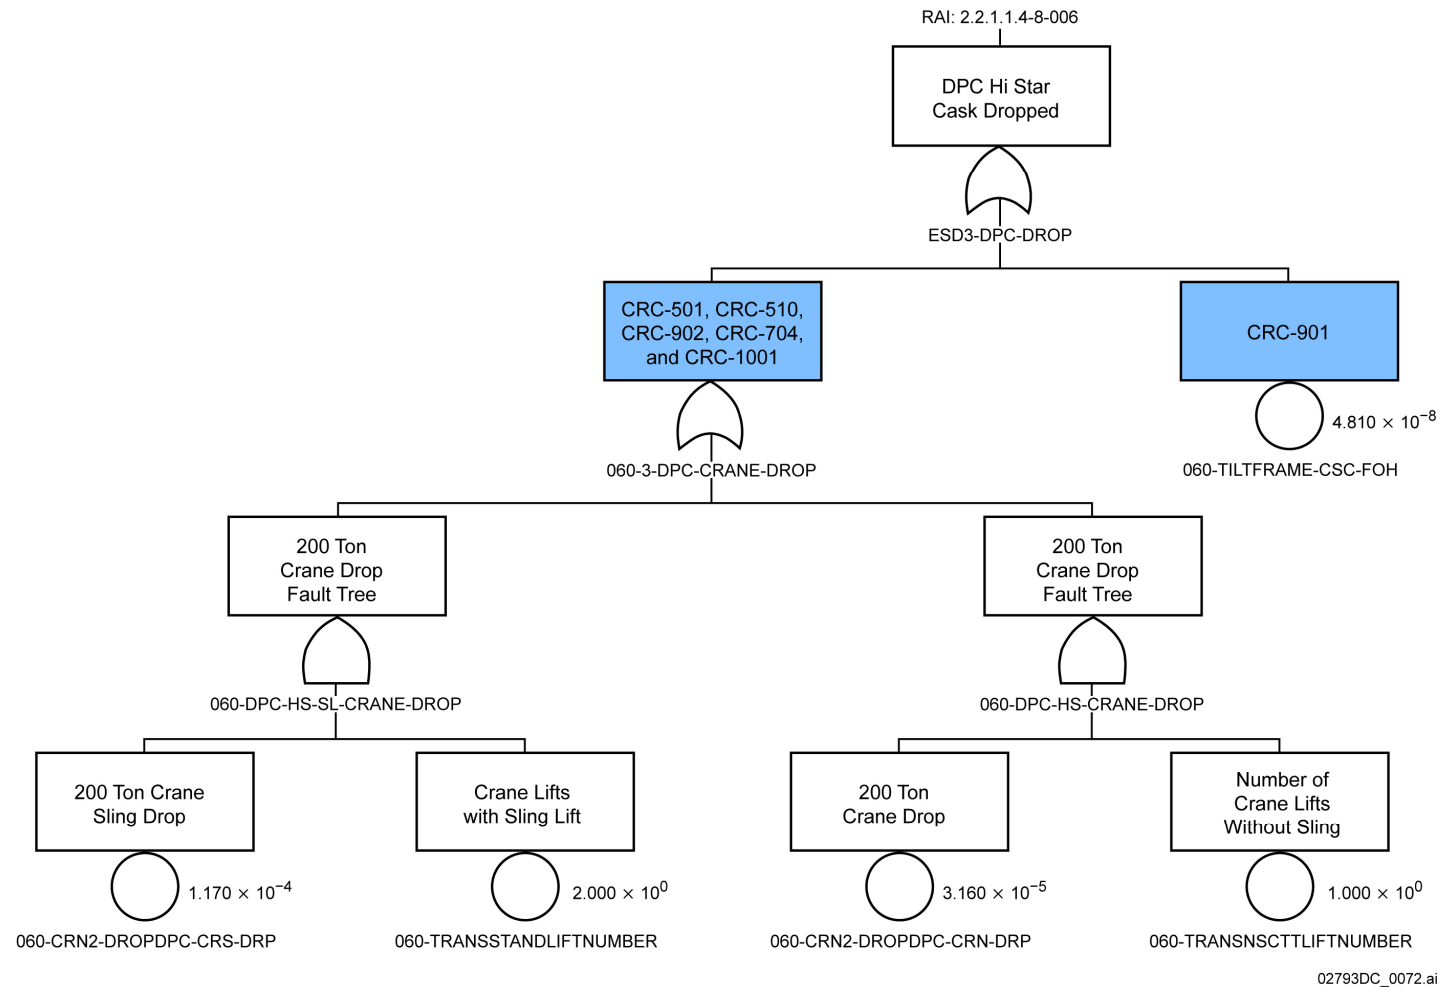 RAI: 2.2.1.1.4-8-006
DPC Hi Star
Cask Dropped
ESD3-DPC-DROP
CRC-501, CRC-510,
CRC-902, CRC-704,
and CRC-1001
CRC-901
4.810 × 10⁻⁸
060-3-DPC-CRANE-DROP
060-TILTFRAME-CSC-FOH
200 Ton
Crane Drop
Fault Tree
200 Ton
Crane Drop
Fault Tree
060-DPC-HS-SL-CRANE-DROP
060-DPC-HS-CRANE-DROP
200 Ton Crane
Sling Drop
Crane Lifts
with Sling Lift
200 Ton
Crane Drop
Number of
Crane Lifts
Without Sling
1.170 × 10⁻⁴
2.000 × 10⁰
3.160 × 10⁻⁵
1.000 × 10⁰
060-CRN2-DROPDPC-CRS-DRP
060-TRANSSTANDLIFTNUMBER
060-CRN2-DROPDPC-CRN-DRP
060-TRANSNSCTTLIFTNUMBER
02793DC_0072.ai